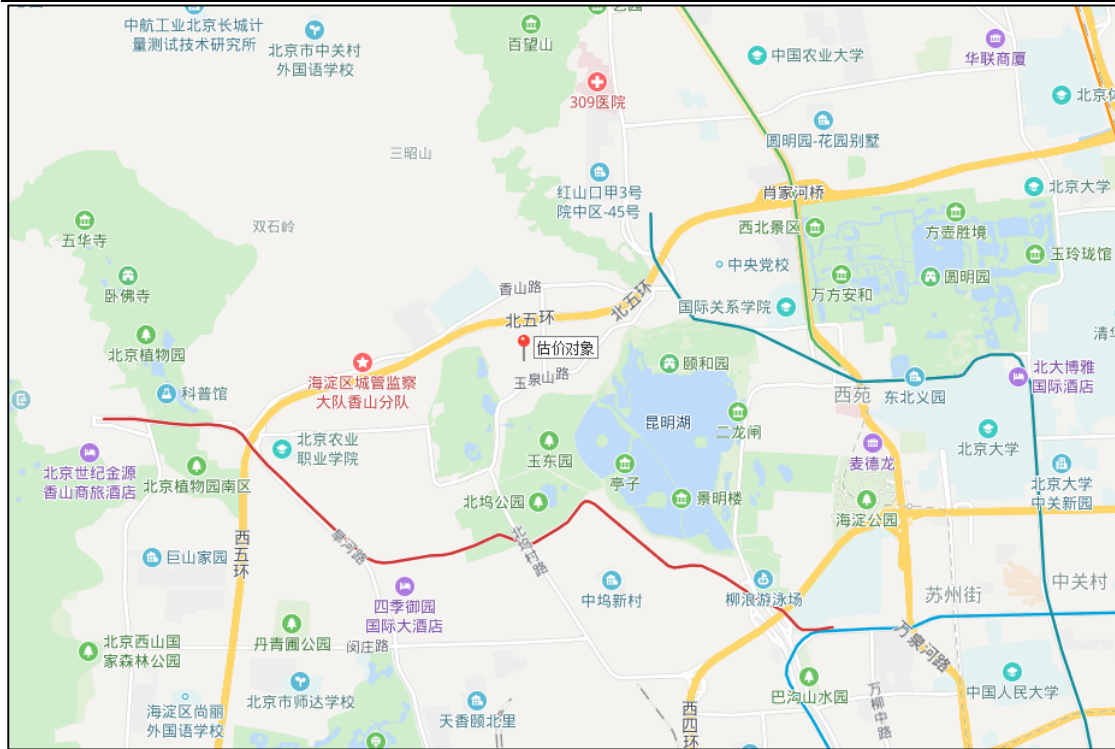 中航工业北京长城计
量测试技术研究所
北京市中关村
外国语学校
百望山
309医院
中国农业大学
华联商厦
圆明园-花园别墅
三昭山
红山口甲3号
院中区-45号
肖家河桥
北京大学
双石岭
五华寺
西北景区
方壶胜境
玉玲珑馆
中央党校
卧佛寺
万方安和
圆明园
香山路
北五环
国际关系学院
北五环
估价对象
北京植物园
海淀区城管监察
大队香山分队
玉泉山路
颐和园
北大博雅
国际酒店
科普馆
西苑
东北义园
昆明湖
二龙闸
北京农业
职业学院
北京大学
麦德龙
北京世纪金源
香山商旅酒店
北京植物园南区
玉东园
亭子
北京大学
中关新园
北坞公园
景明楼
海淀公园
西五环
旱河路
北坞村路
巨山家园
四季御园
国际大酒店
中坞新村
柳浪游泳场
苏州街
中关村
丹青圃公园
闵庄路
万泉河路
北京西山国
家森林公园
北京市师达学校
巴沟山水园
中国人民大学
海淀区尚丽
外国语学校
天香颐北里
西四环
万柳中路